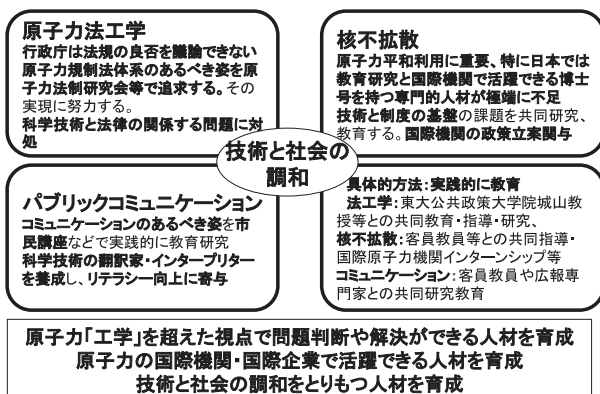 原子力法工学
行政庁は法規の良否を議論できない
原子力規制法体系のあるべき姿を原
子力法制研究会等で追求する。その
実現に努力する。
科学技術と法律の関係する問題に対
処
核不拡散
原子力平和利用に重要、特に日本では
教育研究と国際機関で活躍できる博士
号を持つ専門的人材が極端に不足
技術と制度の基盤の課題を共同研究、
教育する。国際機関の政策立案関与
技術と社会の
調和
パブリックコミュニケーション
コミュニケーションのあるべき姿を市
民講座などで実践的に教育研究
科学技術の翻訳家・インタープリター
を養成し、リテラシー向上に寄与
具体的方法：実践的に教育
法工学：東大公共政策大学院城山教
授等との共同教育・指導・研究、
核不拡散：客員教員等との共同指導・
国際原子力機関インターンシップ等
コミュニケーション：客員教員や広報専
門家との共同研究教育
原子力「工学」を超えた視点で問題判断や解決ができる人材を育成
原子力の国際機関・国際企業で活躍できる人材を育成
技術と社会の調和をとりもつ人材を育成